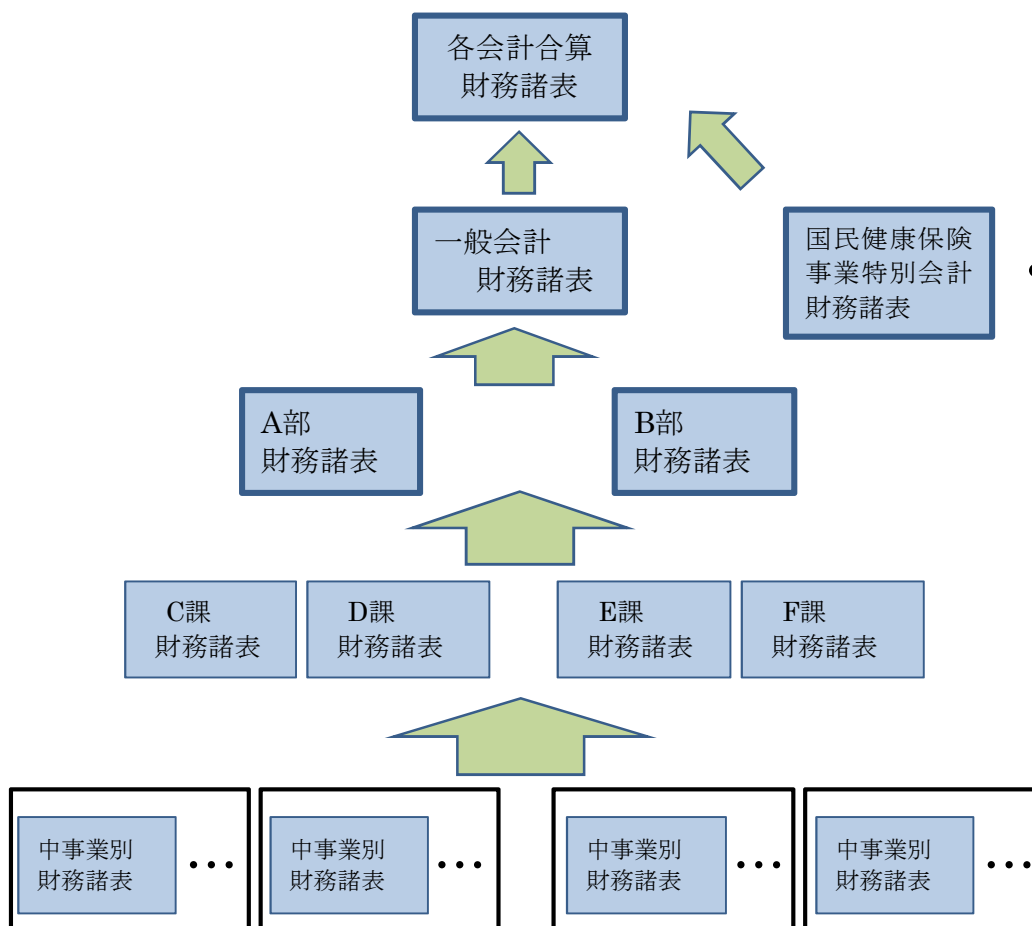 各会計合算
財務諸表
一般会計
財務諸表
国民健康保険
事業特別会計
財務諸表
A部
財務諸表
B部
財務諸表
C課
財務諸表
D課
財務諸表
E課
財務諸表
F課
財務諸表
中事業別
財務諸表
・・・
中事業別
財務諸表
・・・
中事業別
財務諸表
・・・
中事業別
財務諸表
・・・